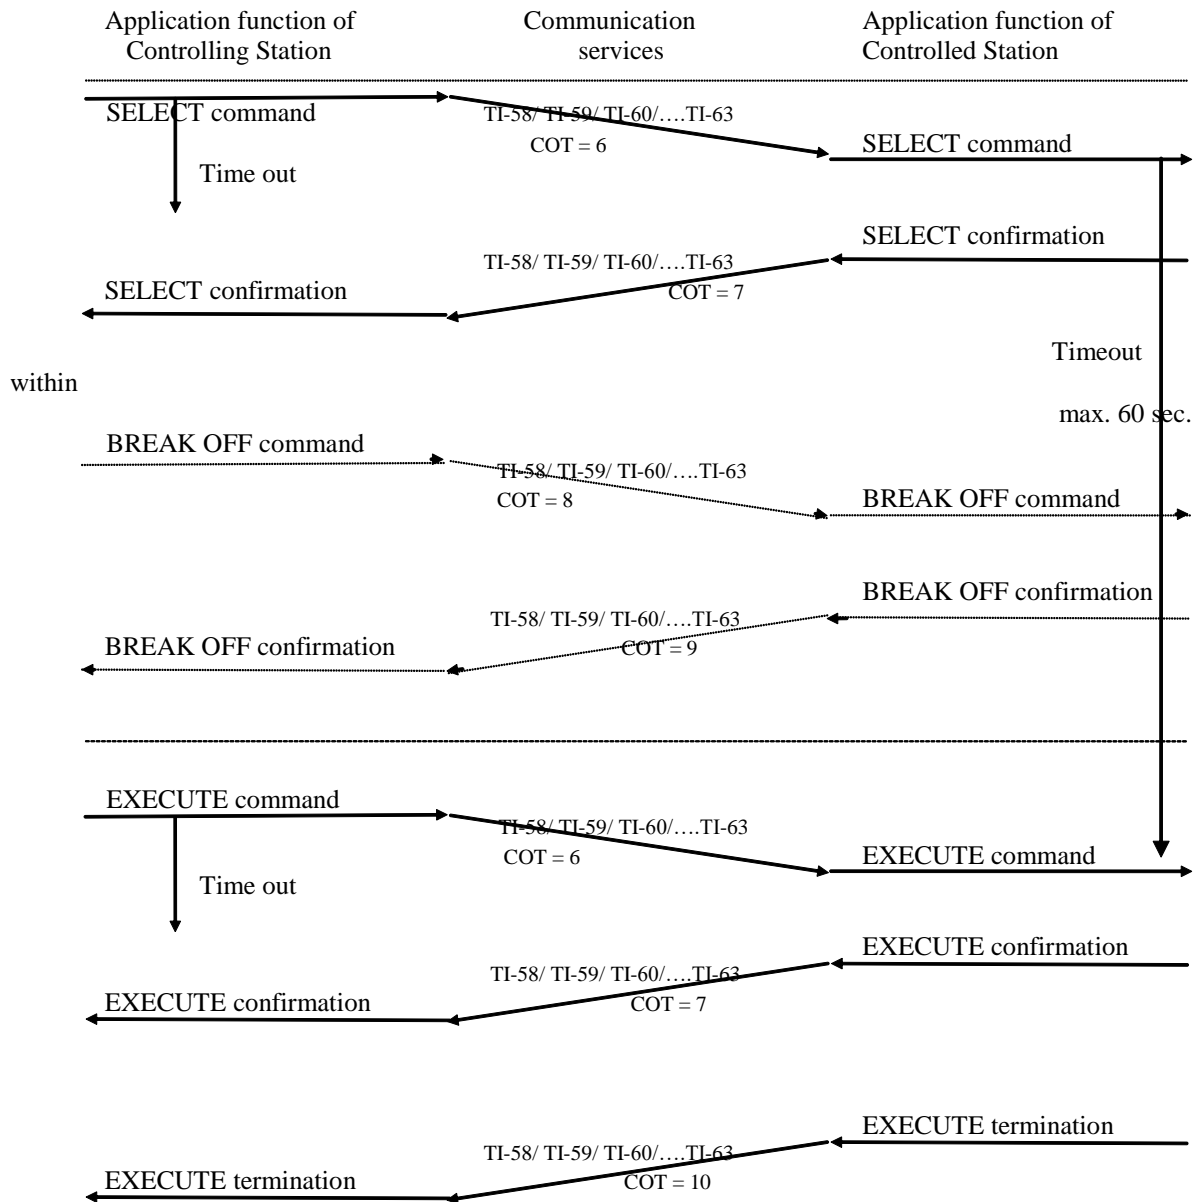 Application function of
Controlling Station
Communication
services
Application function of
Controlled Station
SELECT command
TI-58/ TI-59/ TI-60/….TI-63
COT = 6
SELECT command
Time out
SELECT confirmation
TI-58/ TI-59/ TI-60/….TI-63
COT = 7
SELECT confirmation
Timeout
within
max. 60 sec.
BREAK OFF command
TI-58/ TI-59/ TI-60/….TI-63
COT = 8
BREAK OFF command
BREAK OFF confirmation
TI-58/ TI-59/ TI-60/….TI-63
COT = 9
BREAK OFF confirmation
EXECUTE command
TI-58/ TI-59/ TI-60/….TI-63
COT = 6
EXECUTE command
Time out
EXECUTE confirmation
TI-58/ TI-59/ TI-60/….TI-63
COT = 7
EXECUTE confirmation
EXECUTE termination
TI-58/ TI-59/ TI-60/….TI-63
COT = 10
EXECUTE termination